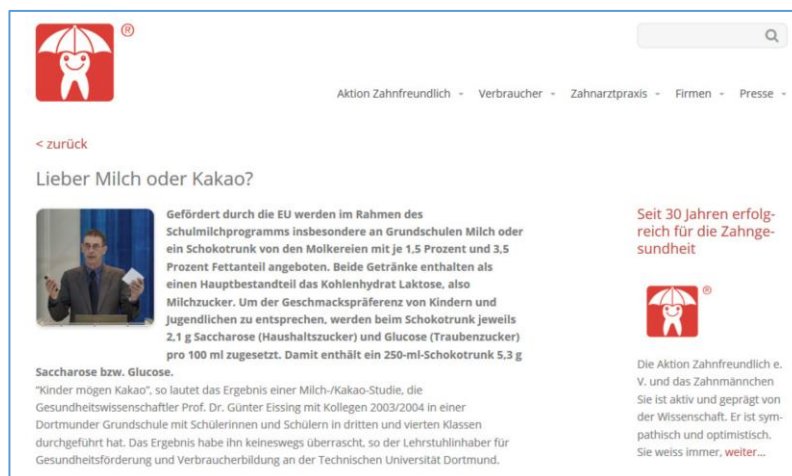 ®
Aktion Zahnfreundlich Verbraucher Zahnarztpraxis Firmen Presse
< zurück
Lieber Milch oder Kakao?
Gefördert durch die EU werden im Rahmen des
Schulmilchprogramms insbesondere an Grundschulen Milch oder
ein Schokotrunk von den Molkereien mit je 1,5 Prozent und 3,5
Prozent Fettanteil angeboten. Beide Getränke enthalten als
einen Hauptbestandteil das Kohlenhydrat Laktose, also
Milchzucker. Um der Geschmackspräferenz von Kindern und
Jugendlichen zu entsprechen, werden beim Schokotrunk jeweils
2,1 g Saccharose (Haushaltszucker) und Glucose (Traubenzucker)
pro 100 ml zugesetzt. Damit enthält ein 250-ml-Schokotrunk 5,3 g
Saccharose bzw. Glucose.
"Kinder mögen Kakao", so lautet das Ergebnis einer Milch-/Kakao-Studie, die
Gesundheitswissenschaftler Prof. Dr. Günter Eissing mit Kollegen 2003/2004 in einer
Dortmunder Grundschule mit Schülerinnen und Schülern in dritten und vierten Klassen
durchgeführt hat. Das Ergebnis habe ihn keineswegs überrascht, so der Lehrstuhlinhaber für
Gesundheitsförderung und Verbraucherbildung an der Technischen Universität Dortmund.
Seit 30 Jahren erfolg-
reich für die Zahnge-
sundheit
®
Die Aktion Zahnfreundlich e.
V. und das Zahnmännchen
Sie ist aktiv und geprägt von
der Wissenschaft. Er ist sym-
pathisch und optimistisch.
Sie weiss immer, weiter...